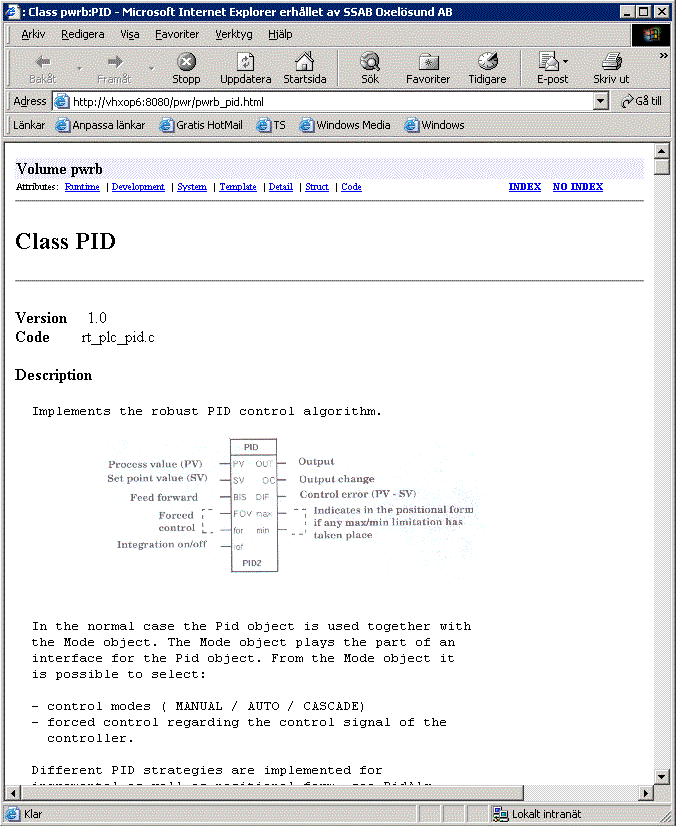 : Class pwrb:PID - Microsoft Internet Explorer erhållet av SSAB Oxelösund AB
Arkiv Redigera Visa Favoriter Verktyg Hjälp
Bakåt Framåt Stopp Uppdatera Startsida Sök Favoriter Tidigare E-post Skriv ut »
Adress http://vhxop6:8080/pwr/pwrb_pid.html Gå till
Länkar Anpassa länkar Gratis HotMail TS Windows Media Windows
Volume pwrb
Attributes: Runtime | Development | System | Template | Detail | Struct | Code INDEX NO INDEX
Class PID
Version 1.0
Code rt_plc_pid.c
Description
Implements the robust PID control algorithm.
PID
Process value (PV) PV OUT Output
Set point value (SV) SV OC Output change
Feed forward BIS DIF Control error (PV - SV)
Forced control FOV max Indicates in the positional form
for min if any max/min limitation has
taken place
Integration on/off iof
PID2
In the normal case the Pid object is used together with
the Mode object. The Mode object plays the part of an
interface for the Pid object. From the Mode object it
is possible to select:
- control modes ( MANUAL / AUTO / CASCADE)
- forced control regarding the control signal of the
controller.
Different PID strategies are implemented for
Klar Lokalt intranät